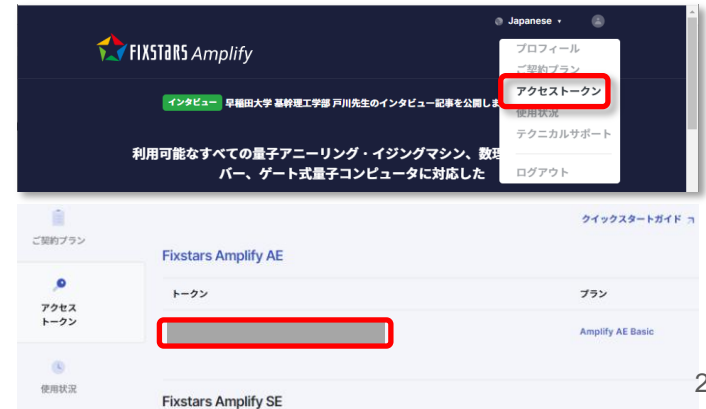 Japanese
FIXSTARS Amplify
プロフィール
ご契約プラン
アクセストークン
使用状況
テクニカルサポート
ログアウト
インタビュー 早稲田大学 基幹理工学部 戸川先生のインタビュー記事を公開しま
利用可能なすべての量子アニーリング・イジングマシン、数理
バー、ゲート式量子コンピュータに対応した
クイックスタートガイド
ご契約プラン
Fixstars Amplify AE
トークン
プラン
アクセス
トークン
Amplify AE Basic
使用状況
Fixstars Amplify SE
2